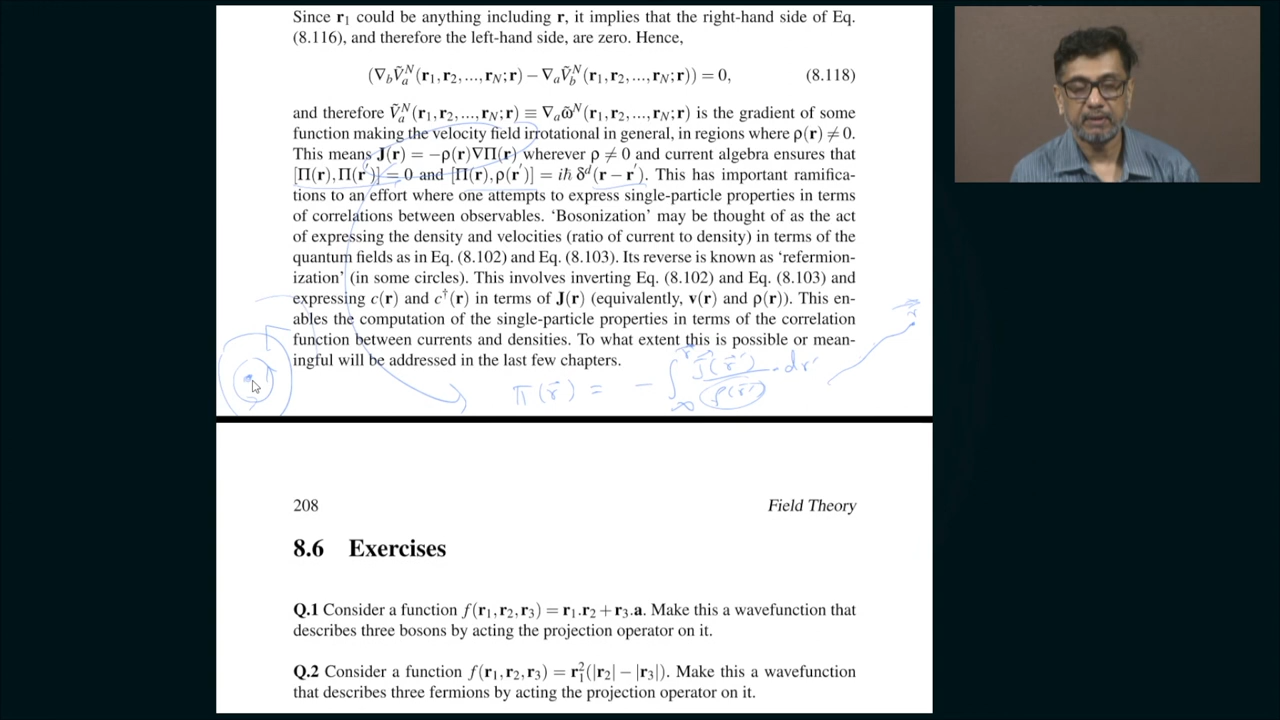 Since r₁ could be anything including r, it implies that the right-hand side of Eq.
(8.116), and therefore the left-hand side, are zero. Hence,
(∇_b Ṽ_a^N(r₁,r₂,...,r_N;r) − ∇_a Ṽ_b^N(r₁,r₂,...,r_N;r)) = 0, (8.118)
and therefore Ṽ_a^N(r₁,r₂,...,r_N;r) ≡ ∇_a ω̃^N(r₁,r₂,...,r_N;r) is the gradient of some
function making the velocity field irrotational in general, in regions where ρ(r) ≠ 0.
This means J(r) = −ρ(r)∇Π(r) wherever ρ ≠ 0 and current algebra ensures that
[Π(r),Π(r′)] = 0 and [Π(r),ρ(r′)] = iħ δ^d(r − r′). This has important ramifica-
tions to an effort where one attempts to express single-particle properties in terms
of correlations between observables. ‘Bosonization’ may be thought of as the act
of expressing the density and velocities (ratio of current to density) in terms of the
quantum fields as in Eq. (8.102) and Eq. (8.103). Its reverse is known as ‘refermion-
ization’ (in some circles). This involves inverting Eq. (8.102) and Eq. (8.103) and
expressing c(r) and c†(r) in terms of J(r) (equivalently, v(r) and ρ(r)). This en-
ables the computation of the single-particle properties in terms of the correlation
function between currents and densities. To what extent this is possible or mean-
ingful will be addressed in the last few chapters.
π(r⃗) = − ∫_∞^r⃗ J⃗(r⃗′)/ρ(r⃗′) · dr′
r⃗
208 Field Theory
8.6 Exercises
Q.1 Consider a function f(r₁,r₂,r₃) = r₁.r₂ + r₃.a. Make this a wavefunction that
describes three bosons by acting the projection operator on it.
Q.2 Consider a function f(r₁,r₂,r₃) = r₁²(|r₂| − |r₃|). Make this a wavefunction
that describes three fermions by acting the projection operator on it.